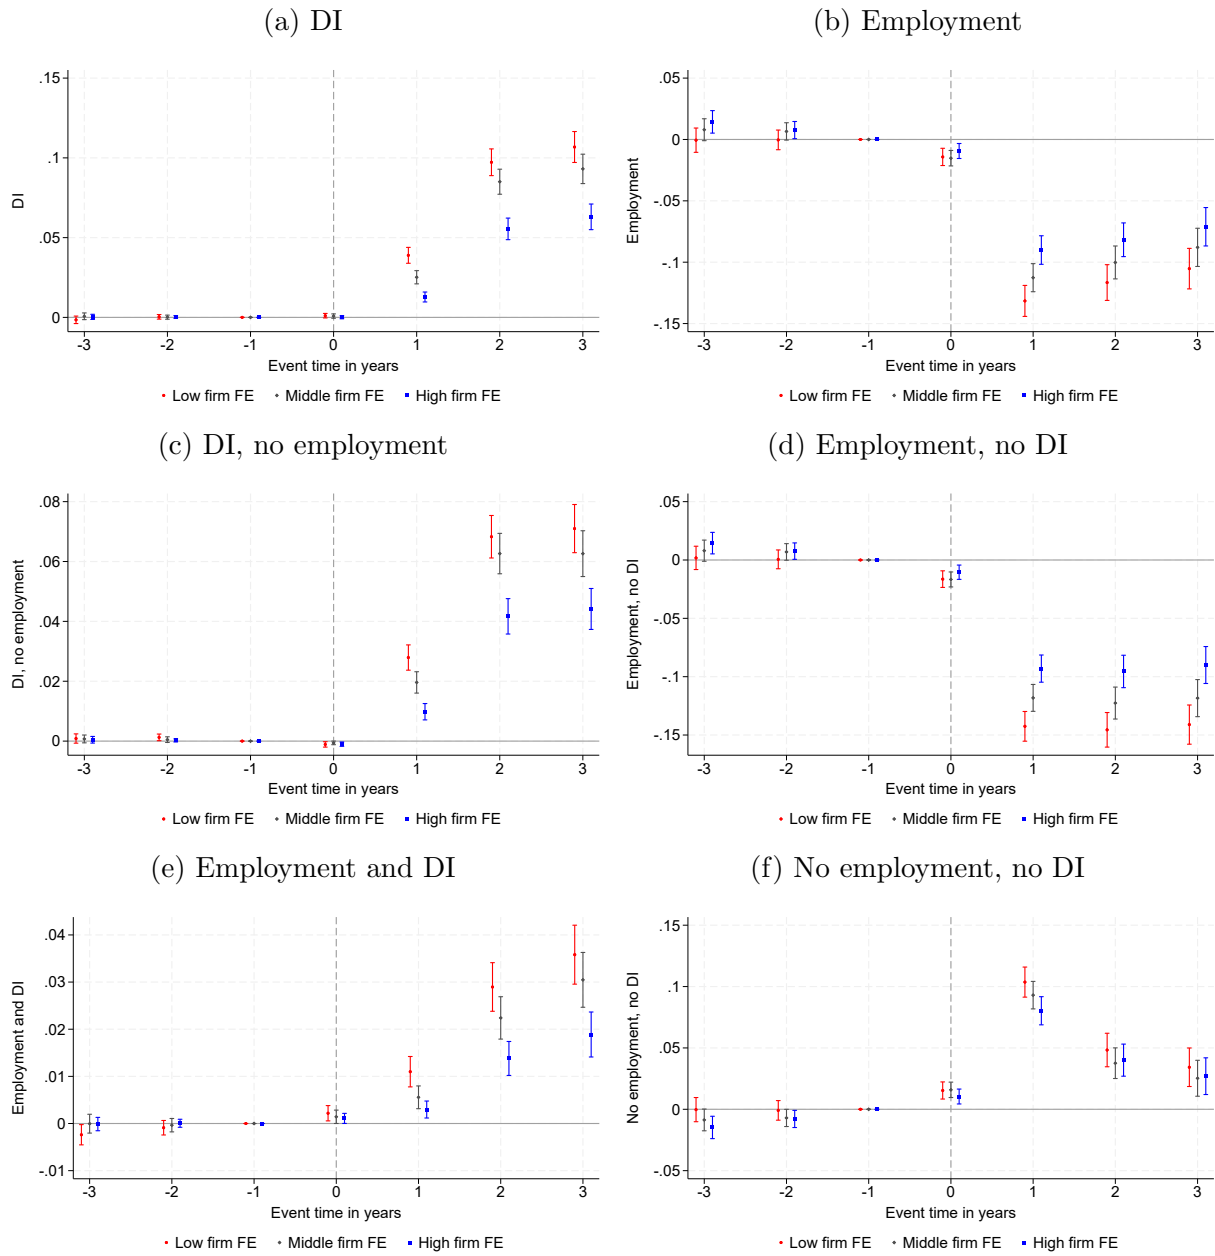 (a) DI
.15
.1
.05
0
DI
-3 -2 -1 0 1 2 3
Event time in years
Low firm FE Middle firm FE High firm FE
(b) Employment
.05
0
-.05
-.1
-.15
Employment
-3 -2 -1 0 1 2 3
Event time in years
Low firm FE Middle firm FE High firm FE
(c) DI, no employment
.08
.06
.04
.02
0
DI, no employment
-3 -2 -1 0 1 2 3
Event time in years
Low firm FE Middle firm FE High firm FE
(d) Employment, no DI
.05
0
-.05
-.1
-.15
Employment, no DI
-3 -2 -1 0 1 2 3
Event time in years
Low firm FE Middle firm FE High firm FE
(e) Employment and DI
.04
.03
.02
.01
0
-.01
Employment and DI
-3 -2 -1 0 1 2 3
Event time in years
Low firm FE Middle firm FE High firm FE
(f) No employment, no DI
.15
.1
.05
0
-.05
No employment, no DI
-3 -2 -1 0 1 2 3
Event time in years
Low firm FE Middle firm FE High firm FE